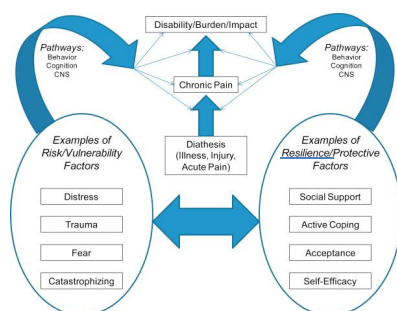 Disability/Burden/Impact
Pathways:
Behavior
Cognition
CNS
Pathways:
Behavior
Cognition
CNS
Chronic Pain
Diathesis
(Illness, Injury,
Acute Pain)
Examples of
Risk/Vulnerability
Factors
Distress
Trauma
Fear
Catastrophizing
Examples of
Resilience/Protective
Factors
Social Support
Active Coping
Acceptance
Self-Efficacy